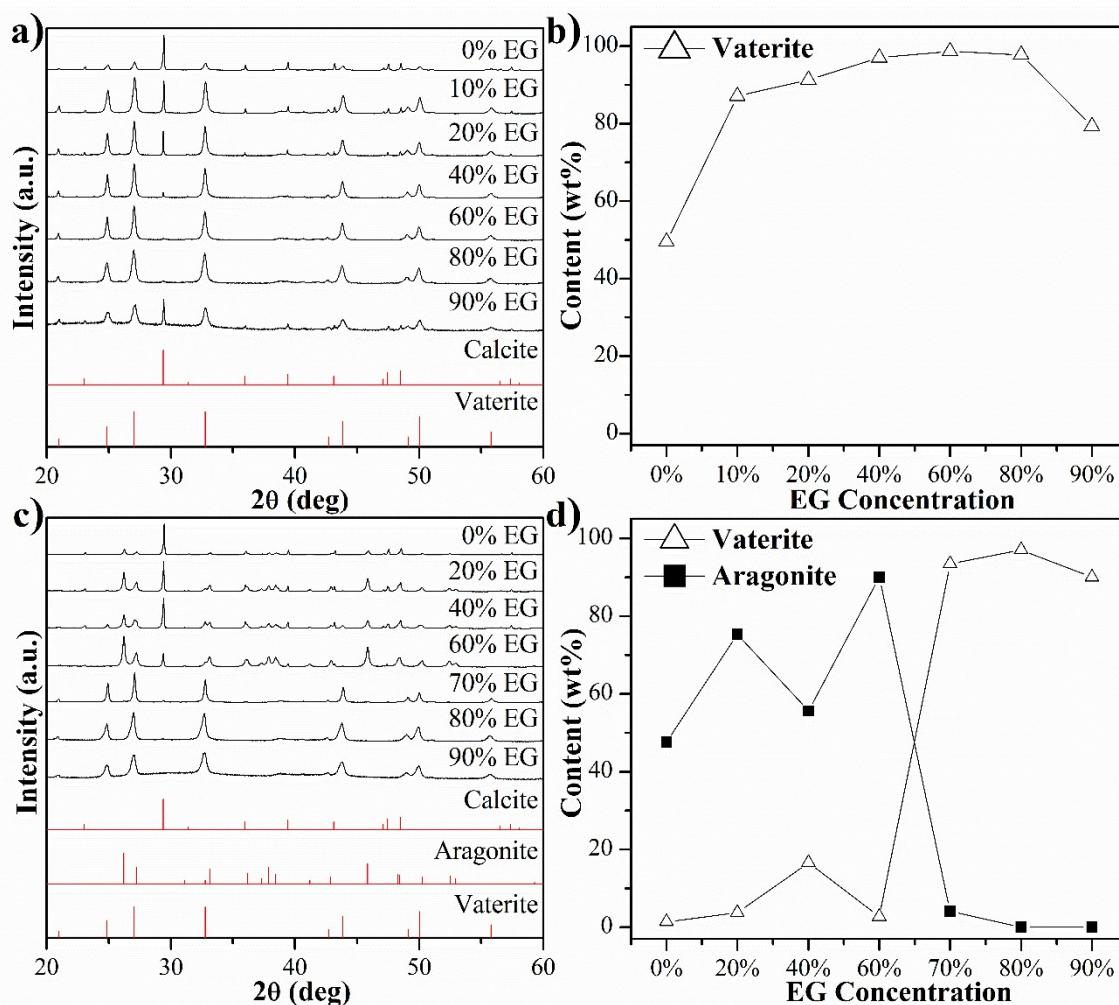 a)
0% EG
10% EG
20% EG
40% EG
60% EG
80% EG
90% EG
Calcite
Vaterite
Intensity (a.u.)
20 30 40 50 60
2θ (deg)
b)
Vaterite
Content (wt%)
100
80
60
40
20
0
0% 10% 20% 40% 60% 80% 90%
EG Concentration
c)
0% EG
20% EG
40% EG
60% EG
70% EG
80% EG
90% EG
Calcite
Aragonite
Vaterite
Intensity (a.u.)
20 30 40 50 60
2θ (deg)
d)
Vaterite
Aragonite
Content (wt%)
100
80
60
40
20
0
0% 20% 40% 60% 70% 80% 90%
EG Concentration